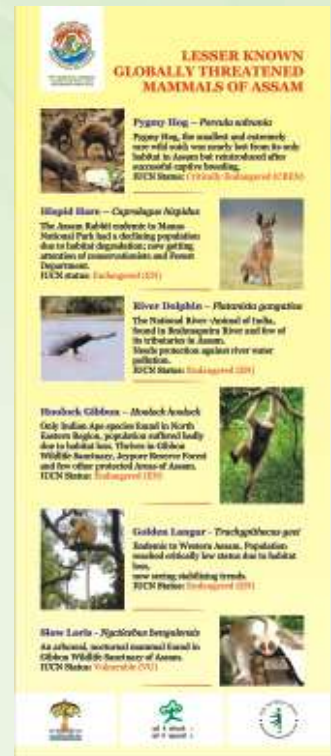 LESSER KNOWN
GLOBALLY THREATENED
MAMMALS OF ASSAM
Pygmy Hog – Porcula salvania
Pygmy Hog, the smallest and extremely
rare wild suid was nearly lost from its only
habitat in Assam but reintroduced after
successful captive breeding.
IUCN Status: Critically Endangered
Hispid Hare – Caprolagus hispidus
The Assam Rabbit endemic to Manas
National Park had a declining population
due to habitat degradation; now getting
attention of conservationists and Forest
Department.
IUCN status: Endangered (EN)
River Dolphin – Platanista gangetica
The National River-Animal of India,
found in Brahmaputra River and few of
its tributaries in Assam.
Needs protection against river water
pollution.
IUCN Status: Endangered (EN)
Hoolock Gibbon – Hoolock hoolock
Only Indian Ape species found in North
Eastern Region, population suffered badly
due to habitat loss. Thrives in Gibbon
Wildlife Sanctuary, Jeypore Reserve Forest
and few other protected Areas of Assam.
IUCN Status: Endangered (EN)
Golden Langur - Trachypithecus geei
Endemic to Western Assam. Population
reached critically low status due to habitat
loss,
now seeing stabilising trends.
IUCN Status: Endangered (EN)
Slow Loris - Nycticebus bengalensis
An arboreal, nocturnal mammal found in
Gibbon Wildlife Sanctuary of Assam.
IUCN Status: Vulnerable (VU)